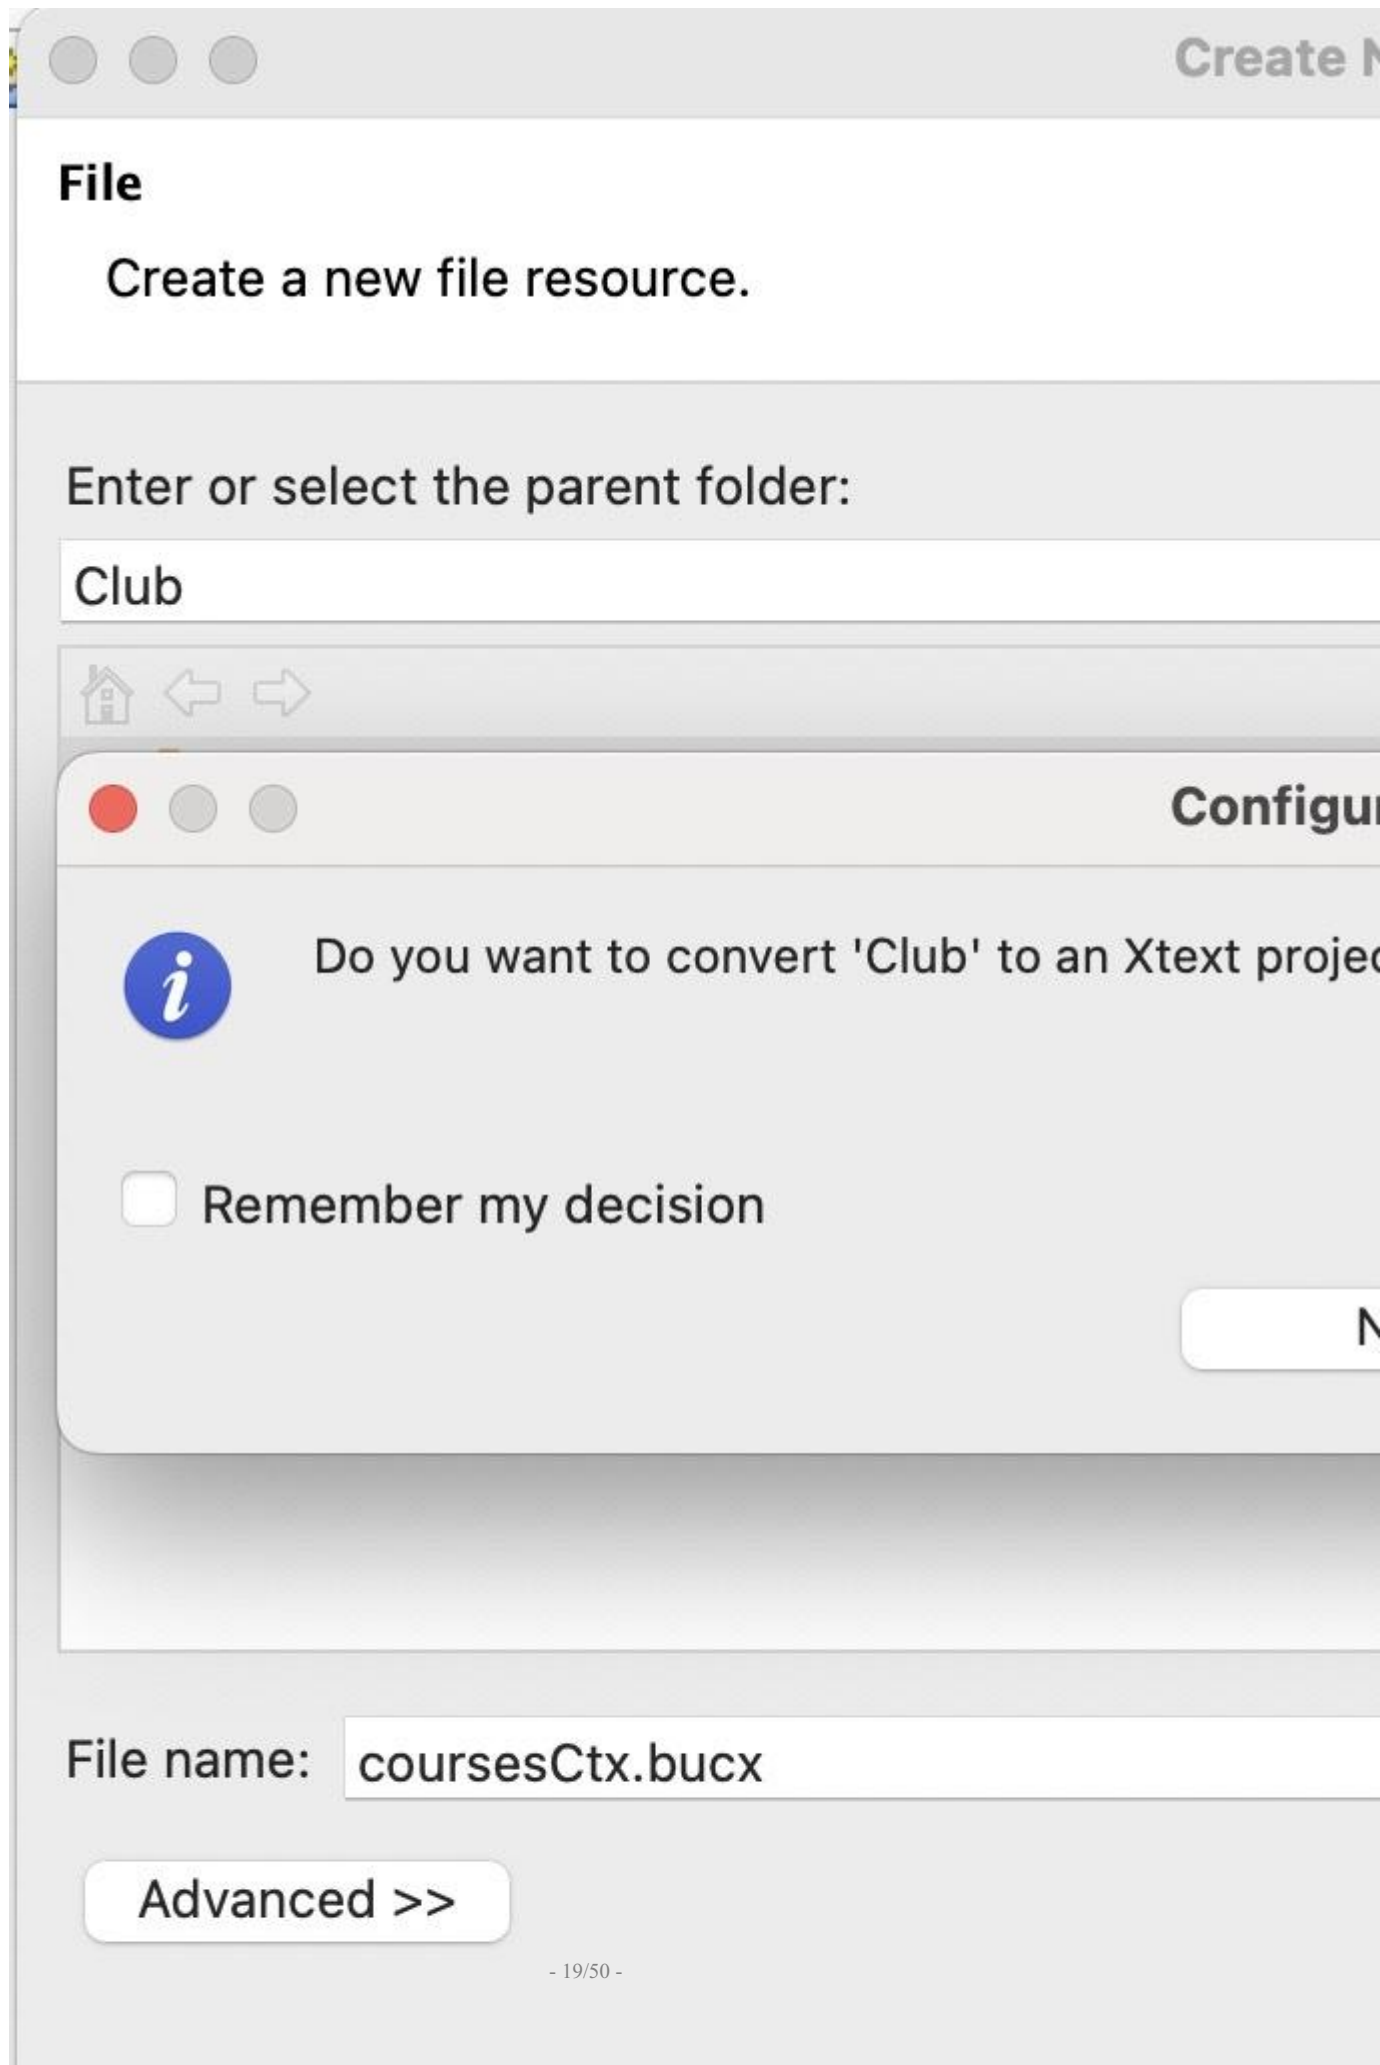 Create
File
Create a new file resource.
Enter or select the parent folder:
Club
Configur
Do you want to convert 'Club' to an Xtext projec
Remember my decision
N
File name: coursesCtx.bucx
Advanced >>
- 19/50 -